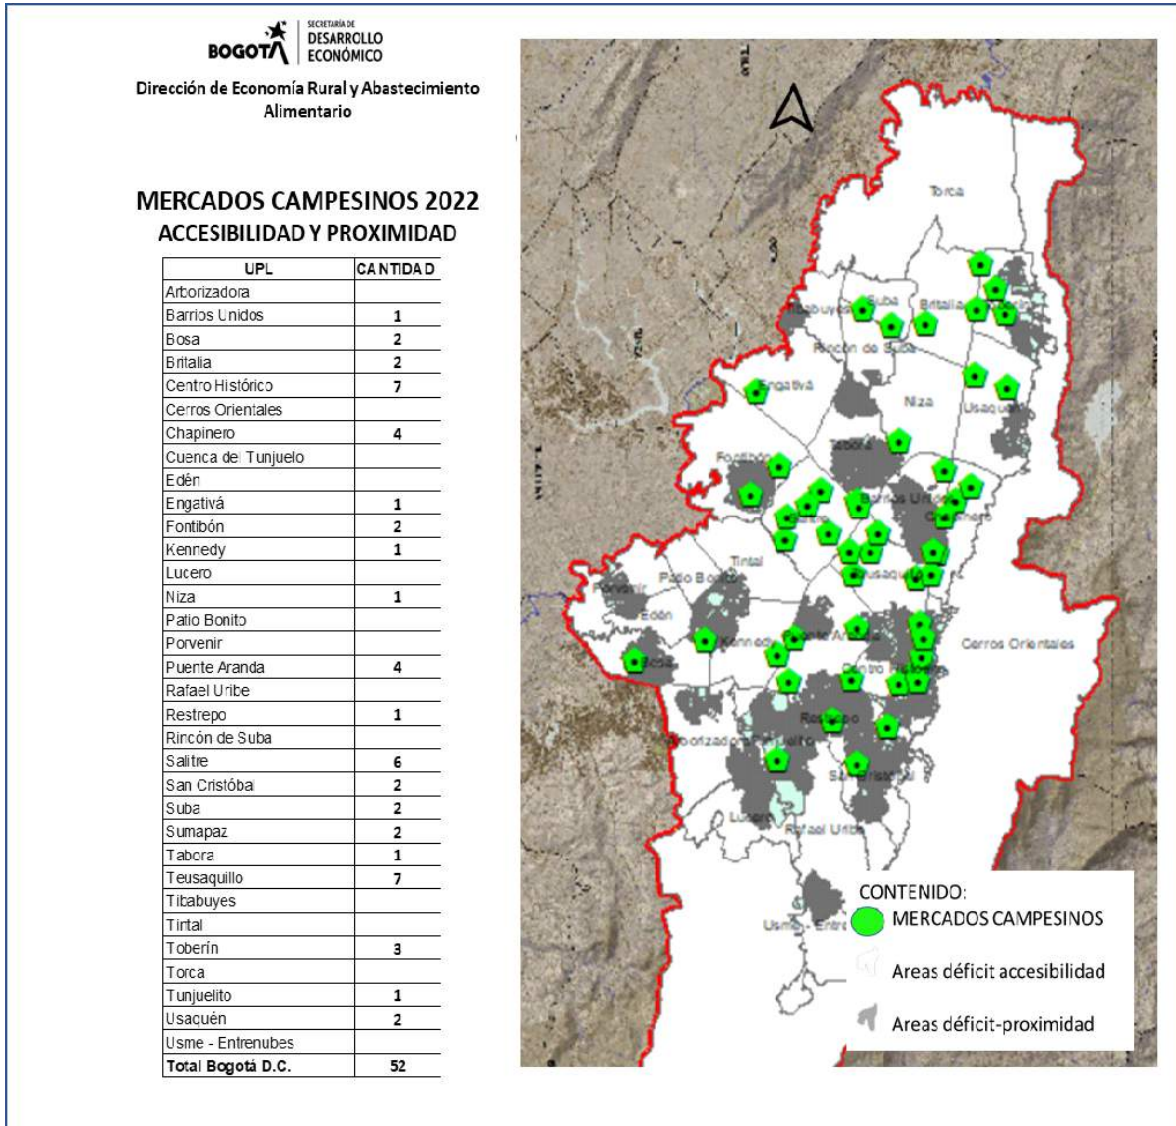 SECRETARÍA DE
BOGOTÁ
DESARROLLO
ECONÓMICO
Dirección de Economía Rural y Abastecimiento
Alimentario
MERCADOS CAMPESINOS 2022
ACCESIBILIDAD Y PROXIMIDAD
UPL CANTIDAD
Arborizadora
Barrios Unidos 1
Bosa 2
Britalia 2
Centro Histórico 7
Cerros Orientales
Chapinero 4
Cuenca del Tunjuelo
Edén
Engativá 1
Fontibón 2
Kennedy 1
Lucero
Niza 1
Patio Bonito
Porvenir
Puente Aranda 4
Rafael Uribe
Restrepo 1
Rincón de Suba
Salitre 6
San Cristóbal 2
Suba 2
Sumapaz 2
Tabora 1
Teusaquillo 7
Tibabuyes
Tintal
Toberín 3
Torca
Tunjuelito 1
Usaquén 2
Usme - Entrenubes
Total Bogotá D.C. 52
Torca
Suba
Britalia
Rincón de Suba
Engativá
Niza
Tabora
Fontibón
Barrios Unidos
Tintal
Patio Bonito
Porvenir
Edén
Kennedy
Puente Aranda
Cerros Orientales
Bosa
Restrepo
San Cristóbal
Lucero
Rafael Uribe
CONTENIDO:
MERCADOS CAMPESINOS
Areas déficit accesibilidad
Areas déficit-proximidad